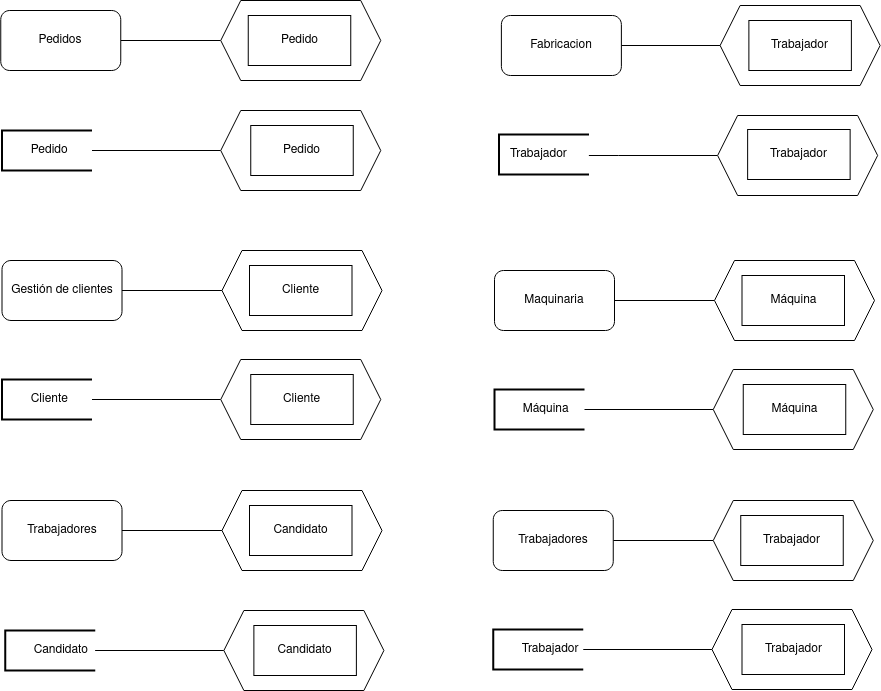 Pedidos
Pedido
Fabricacion
Trabajador
Pedido
Pedido
Trabajador
Trabajador
Gestión de clientes
Cliente
Maquinaria
Máquina
Cliente
Cliente
Máquina
Máquina
Trabajadores
Candidato
Trabajadores
Trabajador
Candidato
Candidato
Trabajador
Trabajador